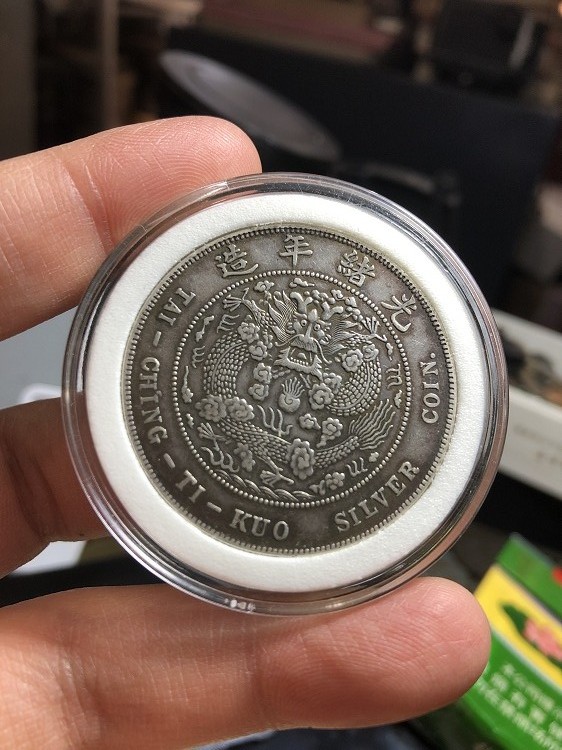 光緒年造
TAI-CHING-TI-KUO SILVER COIN.